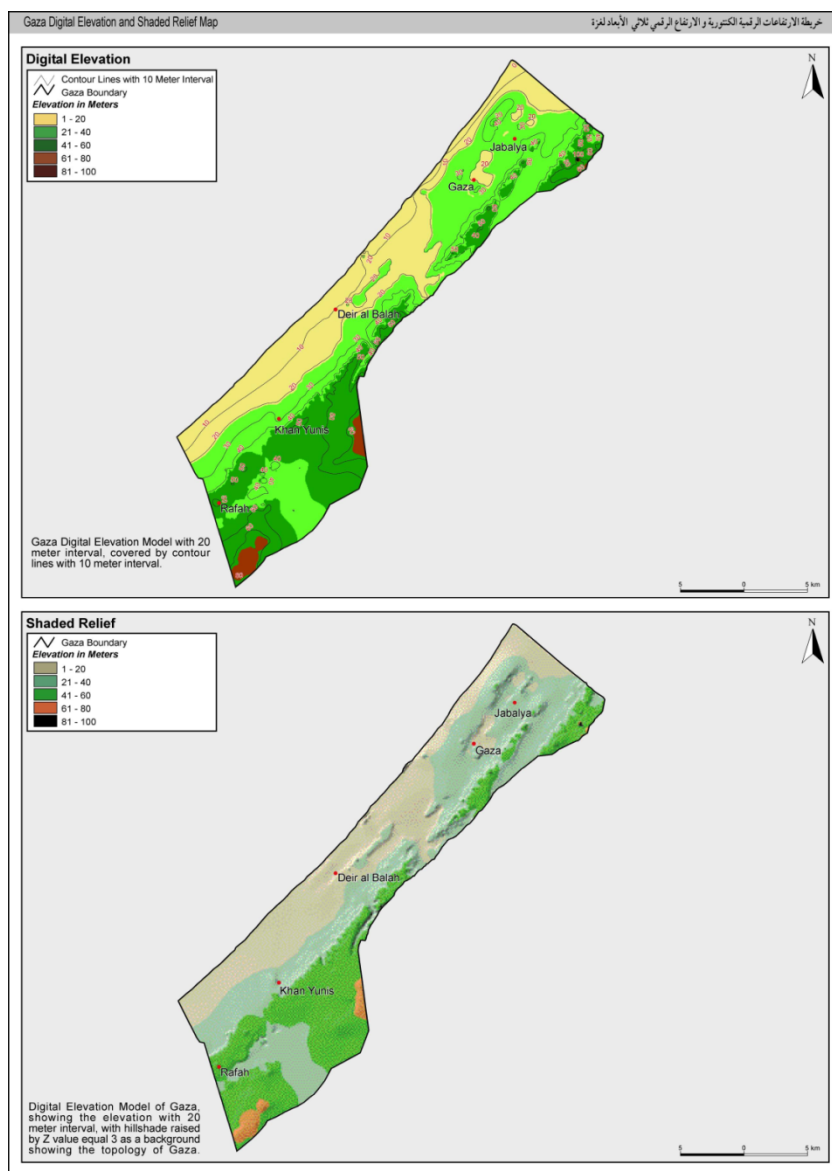 Gaza Digital Elevation and Shaded Relief Map
خريطة الارتفاعات الرقمية الكنتورية و الارتفاع الرقمي ثلاثي الأبعاد لغزة
Digital Elevation
Contour Lines with 10 Meter Interval
Gaza Boundary
Elevation in Meters
1 - 20
21 - 40
41 - 60
61 - 80
81 - 100
N
Jabalya
Gaza
Deir al Balah
Khan Yunis
Rafah
Gaza Digital Elevation Model with 20
meter interval, covered by contour
lines with 10 meter interval.
5 0 5 km
Shaded Relief
Gaza Boundary
Elevation in Meters
1 - 20
21 - 40
41 - 60
61 - 80
81 - 100
N
Jabalya
Gaza
Deir al Balah
Khan Yunis
Rafah
Digital Elevation Model of Gaza,
showing the elevation with 20
meter interval, with hillshade raised
by Z value equal 3 as a background
showing the topology of Gaza.
5 0 5 km